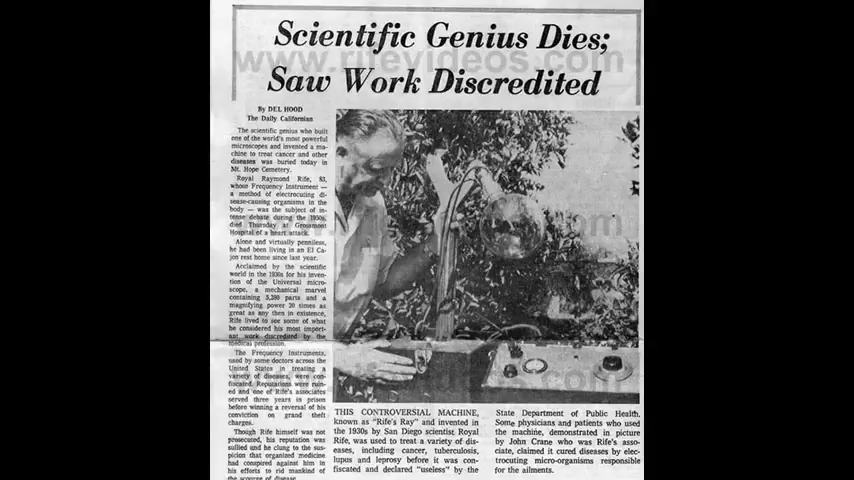 Scientific Genius Dies;
Saw Work Discredited
www.rifevideos.com
By DEL HOOD
The Daily Californian
The scientific genius who built
one of the world's most powerful
microscopes and invented a ma-
chine to treat cancer and other
diseases was buried today in
Mt. Hope Cemetery.
Royal Raymond Rife, 83,
whose Frequency Instrument —
a method of electrocuting di-
sease-causing organisms in the
body — was the subject of in-
tense debate during the 1950s,
died Thursday at Grossmont
Hospital of a heart attack.
Alone and virtually penniless,
he had been living in an El Ca-
jon rest home since last year.
Acclaimed by the scientific
world in the 1930s for his inven-
tion of the Universal micro-
scope, a mechanical marvel
containing 5,280 parts and a
magnifying power 20 times as
great as any then in existence,
Rife lived to see some of what
he considered his most import-
ant work discredited by the
medical profession.
The Frequency Instruments,
used by some doctors across the
United States in treating a
variety of diseases, were con-
fiscated. Reputations were ruin-
ed and one of Rife's associates
served three years in prison
before winning a reversal of his
conviction on grand theft
charges.
Though Rife himself was not
prosecuted, his reputation was
sullied and he clung to the sus-
picion that organized medicine
had conspired against him in
his efforts to rid mankind of
the scourge of disease.
www.rifevideos.com
www.rifevideos.com
THIS CONTROVERSIAL MACHINE,
known as "Rife's Ray" and invented in
the 1930s by San Diego scientist Royal
Rife, was used to treat a variety of dis-
eases, including cancer, tuberculosis,
lupus and leprosy before it was con-
fiscated and declared "useless" by the
State Department of Public Health.
Some physicians and patients who used
the machine, demonstrated in picture
by John Crane who was Rife's asso-
ciate, claimed it cured diseases by elec-
trocuting micro-organisms responsible
for the ailments.